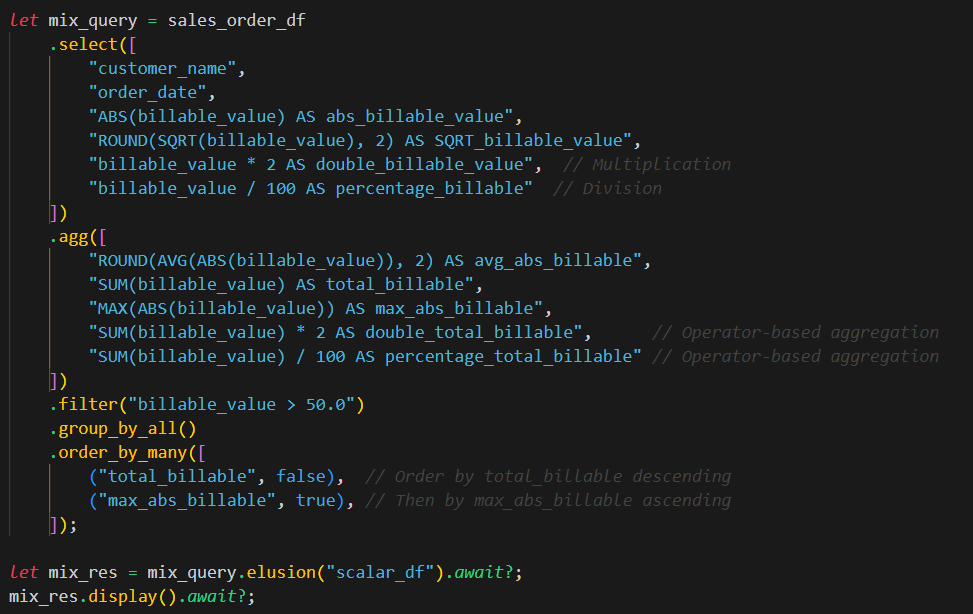 let mix_query = sales_order_df
    .select([
        "customer_name",
        "order_date",
        "ABS(billable_value) AS abs_billable_value",
        "ROUND(SQRT(billable_value), 2) AS SQRT_billable_value",
        "billable_value * 2 AS double_billable_value",  // Multiplication
        "billable_value / 100 AS percentage_billable"  // Division
    ])
    .agg([
        "ROUND(AVG(ABS(billable_value)), 2) AS avg_abs_billable",
        "SUM(billable_value) AS total_billable",
        "MAX(ABS(billable_value)) AS max_abs_billable",
        "SUM(billable_value) * 2 AS double_total_billable",      // Operator-based aggregation
        "SUM(billable_value) / 100 AS percentage_total_billable" // Operator-based aggregation
    ])
    .filter("billable_value > 50.0")
    .group_by_all()
    .order_by_many([
        ("total_billable", false),  // Order by total_billable descending
        ("max_abs_billable", true), // Then by max_abs_billable ascending
    ]);

let mix_res = mix_query.elusion("scalar_df").await?;
mix_res.display().await?;